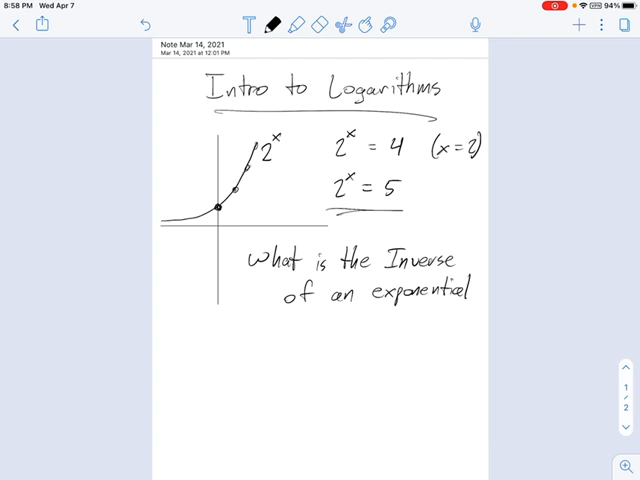 8:58 PM Wed Apr 7
VPN 94%
T
Note Mar 14, 2021
Mar 14, 2021 at 12:01 PM
Intro to Logarithms
2^x
2^x = 4 (x=2)
2^x = 5
What is the Inverse
of an exponential
1
/
2